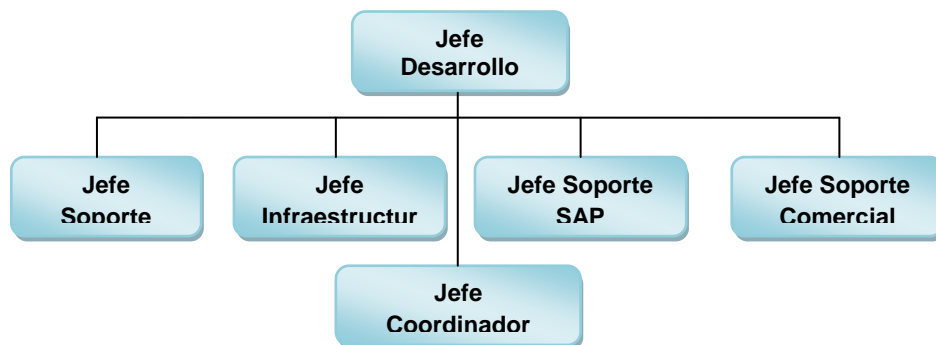 Jefe
Desarrollo
Jefe
Soporte
Jefe
Infraestructur
Jefe Soporte
SAP
Jefe Soporte
Comercial
Jefe
Coordinador